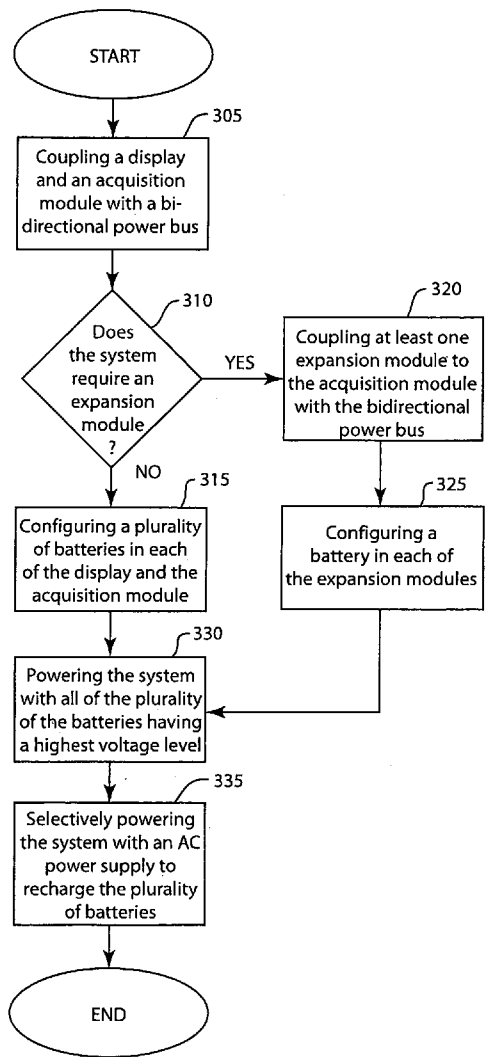 START
305
Coupling a display
and an acquisition
module with a bi-
directional power bus
310
Does
the system
require an
expansion
module
?
YES
NO
320
Coupling at least one
expansion module to
the acquisition module
with the bidirectional
power bus
315
Configuring a plurality
of batteries in each
of the display and the
acquisition module
325
Configuring a
battery in each of
the expansion modules
330
Powering the system
with all of the plurality
of the batteries having
a highest voltage level
335
Selectively powering
the system with an AC
power supply to
recharge the plurality
of batteries
END